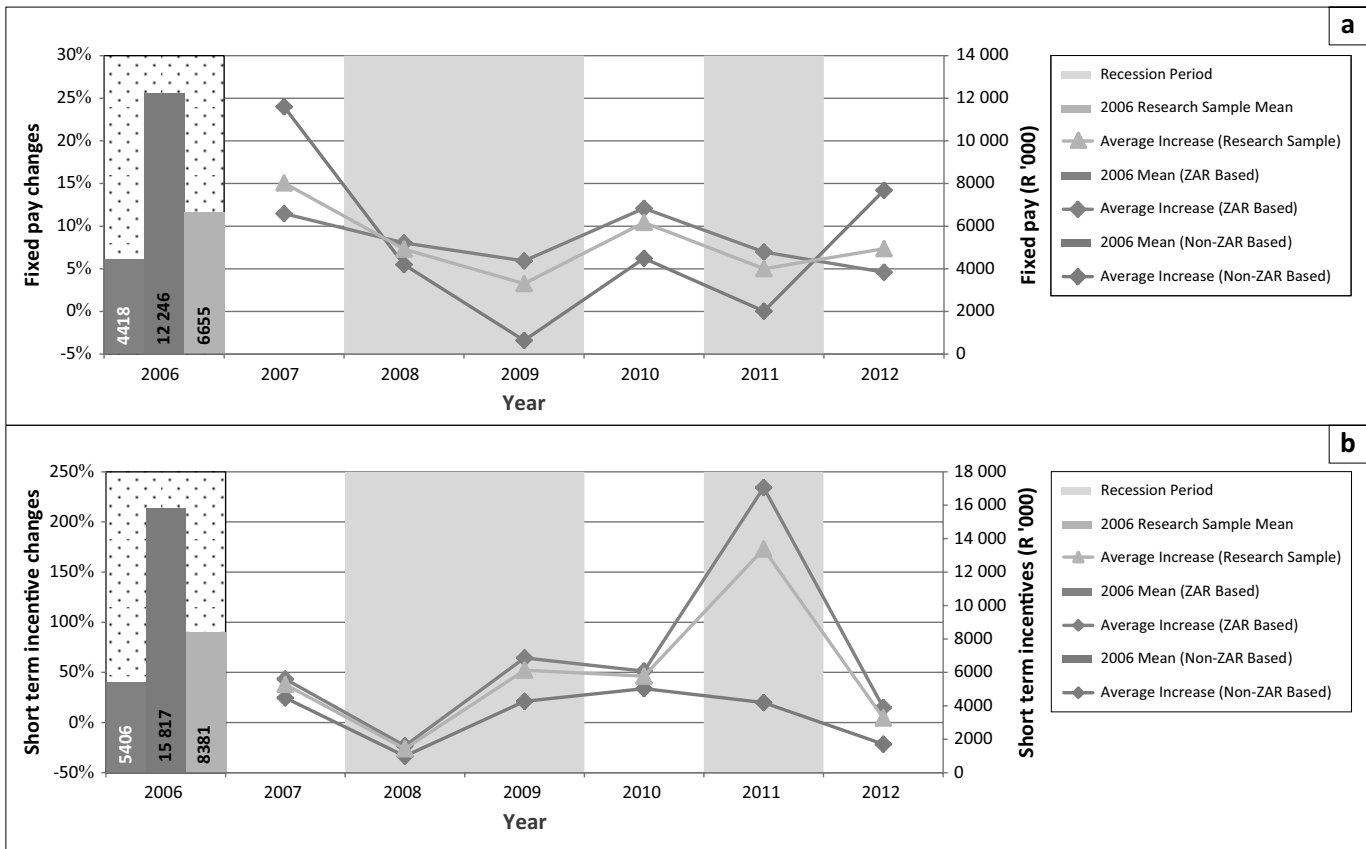 a
30%
25%
20%
15%
10%
5%
0%
-5%
Fixed pay changes
4418
12 246
6655
14 000
12 000
10 000
8000
6000
4000
2000
0
Fixed pay (R '000)
2006 2007 2008 2009 2010 2011 2012
Year
Recession Period
2006 Research Sample Mean
Average Increase (Research Sample)
2006 Mean (ZAR Based)
Average Increase (ZAR Based)
2006 Mean (Non-ZAR Based)
Average Increase (Non-ZAR Based)
b
250%
200%
150%
100%
50%
0%
-50%
Short term incentive changes
5406
15 817
8381
18 000
16 000
14 000
12 000
10 000
8000
6000
4000
2000
0
Short term incentives (R '000)
2006 2007 2008 2009 2010 2011 2012
Year
Recession Period
2006 Research Sample Mean
Average Increase (Research Sample)
2006 Mean (ZAR Based)
Average Increase (ZAR Based)
2006 Mean (Non-ZAR Based)
Average Increase (Non-ZAR Based)